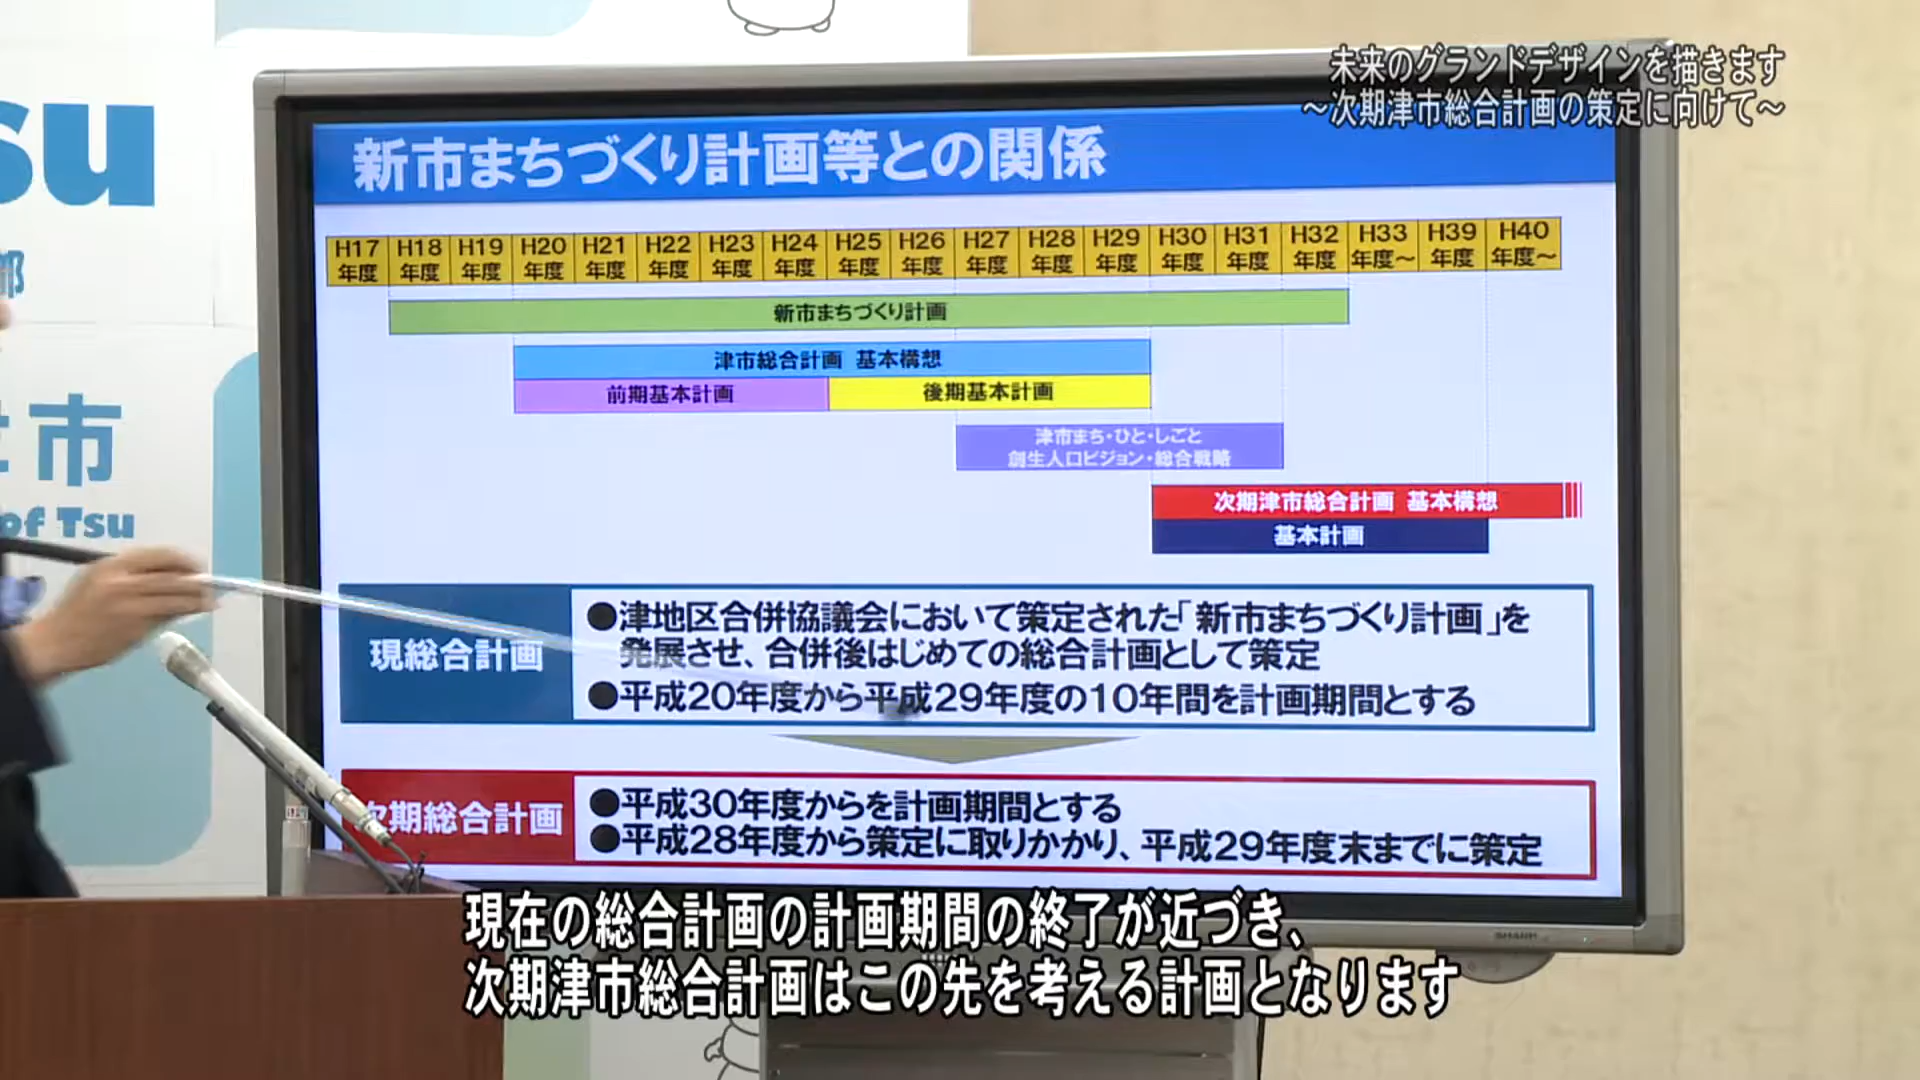 未来のグランドデザインを描きます
～次期津市総合計画の策定に向けて～
su
市
of Tsu
新市まちづくり計画等との関係
H17年度 H18年度 H19年度 H20年度 H21年度 H22年度 H23年度 H24年度 H25年度 H26年度 H27年度 H28年度 H29年度 H30年度 H31年度 H32年度 H33年度～ H39年度 H40年度～
新市まちづくり計画
津市総合計画 基本構想
前期基本計画 後期基本計画
津市まち・ひと・しごと
創生人口ビジョン・総合戦略
次期津市総合計画 基本構想
基本計画
現総合計画
●津地区合併協議会において策定された「新市まちづくり計画」を
発展させ、合併後はじめての総合計画として策定
●平成20年度から平成29年度の10年間を計画期間とする
次期総合計画
●平成30年度からを計画期間とする
●平成28年度から策定に取りかかり、平成29年度末までに策定
SHARP
現在の総合計画の計画期間の終了が近づき、
次期津市総合計画はこの先を考える計画となります